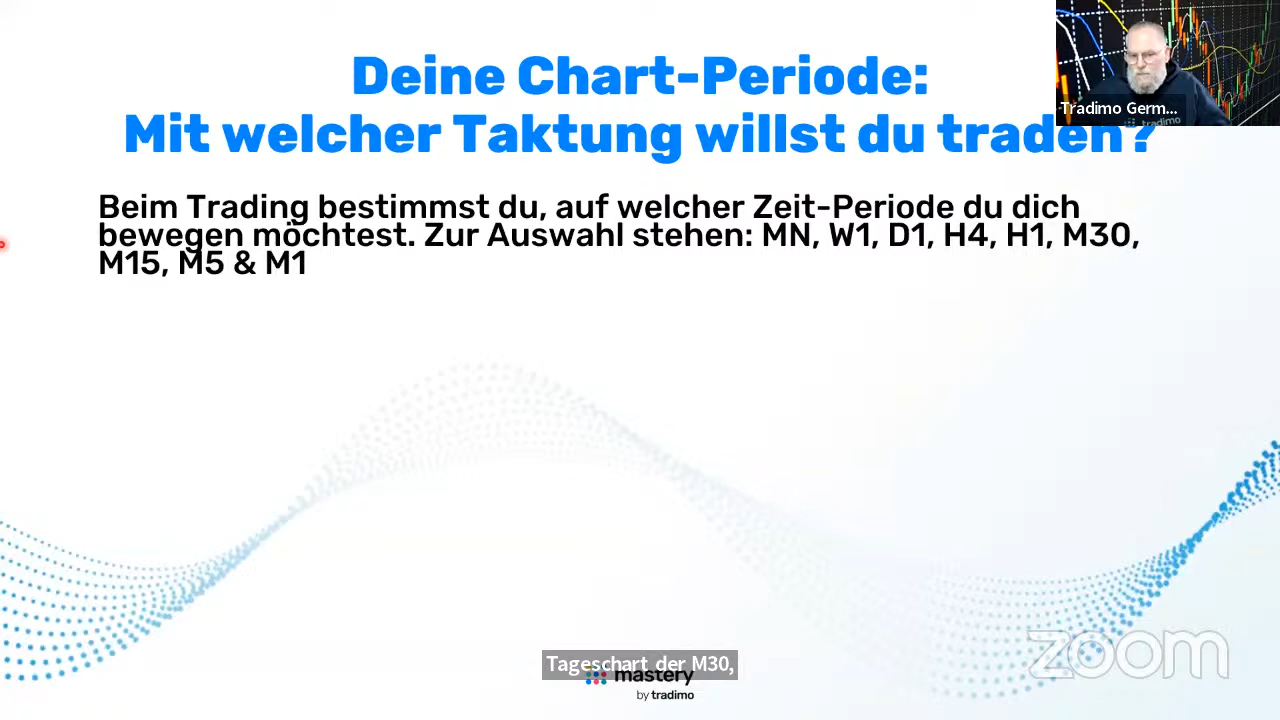 Deine Chart-Periode:
Mit welcher Taktung willst du traden?
Tradimo Germ...
tradimo
Beim Trading bestimmst du, auf welcher Zeit-Periode du dich
bewegen möchtest. Zur Auswahl stehen: MN, W1, D1, H4, H1, M30,
M15, M5 & M1
Tageschart der M30,
mastery
by tradimo
zoom